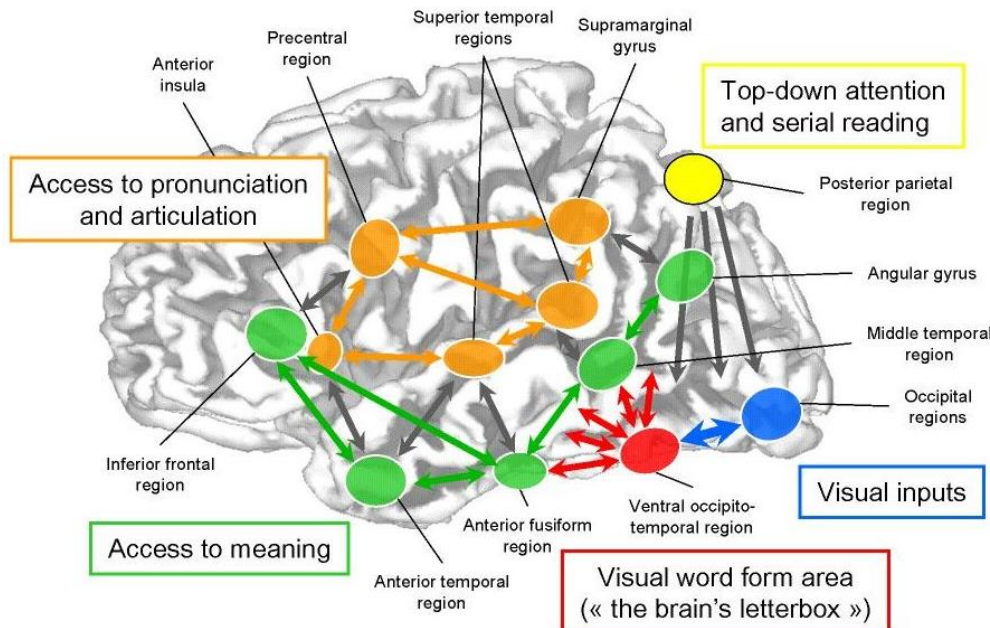 Superior temporal
regions
Supramarginal
gyrus
Precentral
region
Anterior
insula
Top-down attention
and serial reading
Access to pronunciation
and articulation
Posterior parietal
region
Angular gyrus
Middle temporal
region
Occipital
regions
Inferior frontal
region
Visual inputs
Ventral occipito-
temporal region
Anterior fusiform
region
Access to meaning
Anterior temporal
region
Visual word form area
(« the brain's letterbox »)